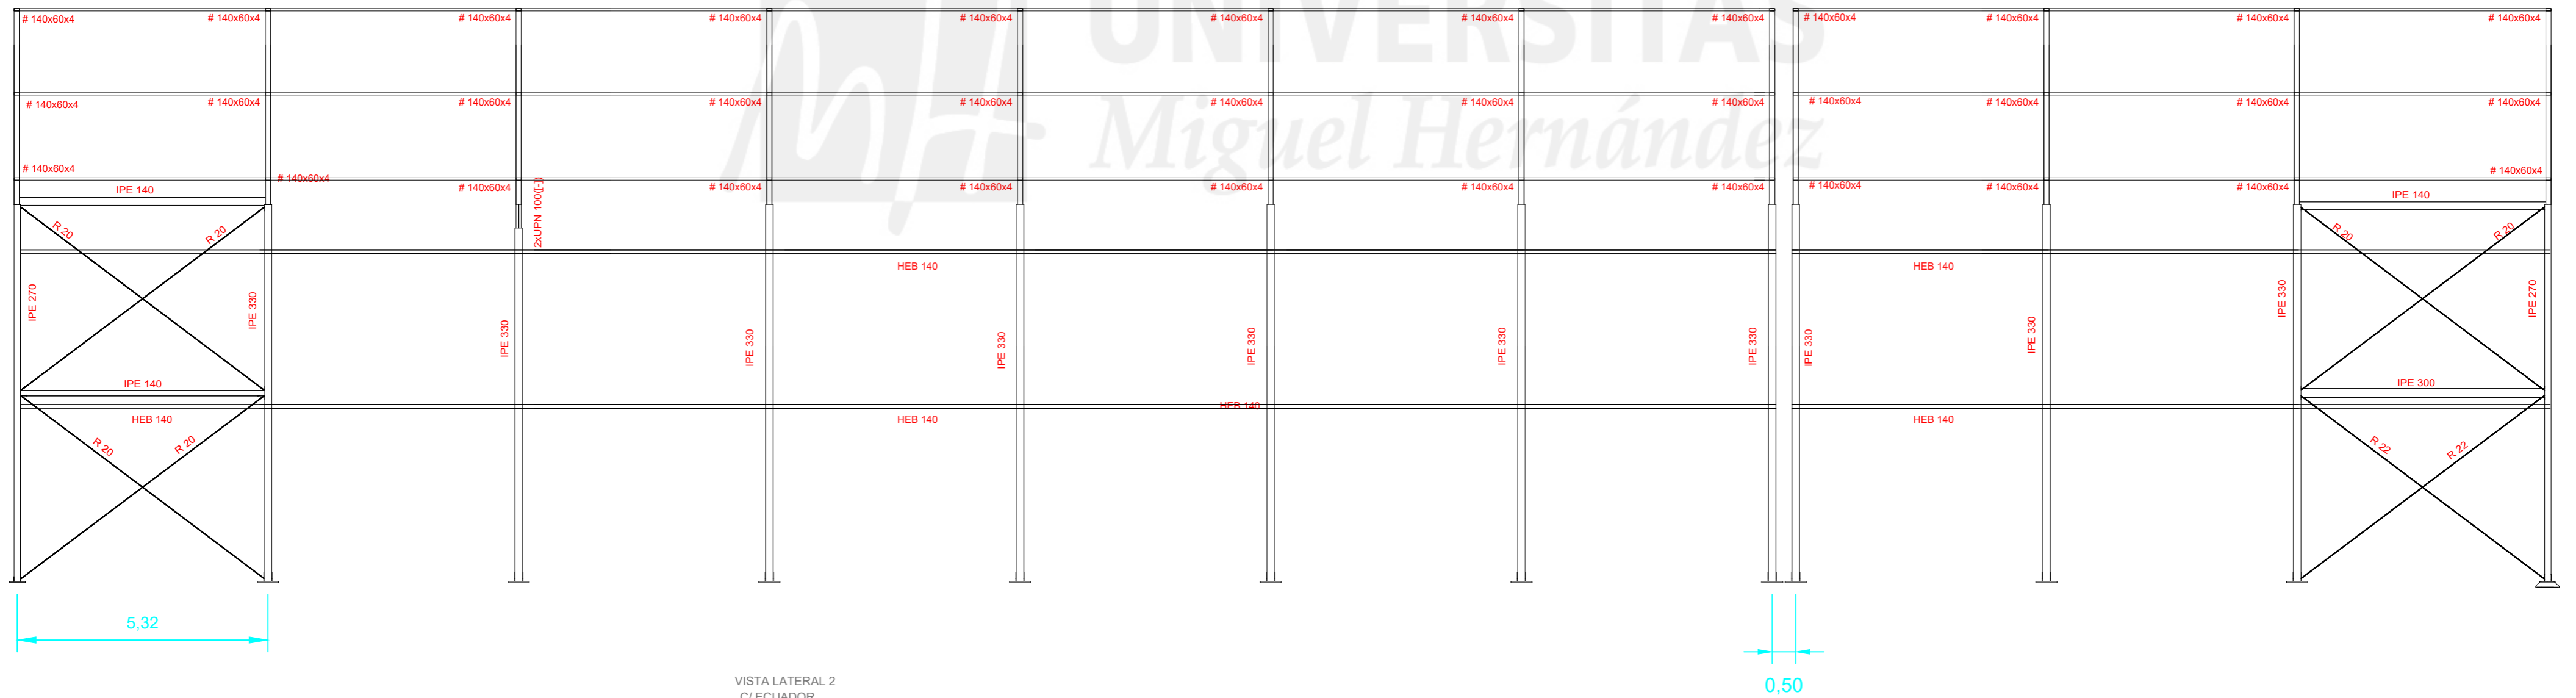 UNIVERSITAS
Miguel Hernández
# 140x60x4 # 140x60x4 # 140x60x4 # 140x60x4 # 140x60x4 # 140x60x4 # 140x60x4 # 140x60x4 # 140x60x4 # 140x60x4 # 140x60x4 # 140x60x4
# 140x60x4 # 140x60x4 # 140x60x4 # 140x60x4 # 140x60x4 # 140x60x4 # 140x60x4 # 140x60x4 # 140x60x4 # 140x60x4 # 140x60x4 # 140x60x4
# 140x60x4 # 140x60x4
# 140x60x4 # 140x60x4 # 140x60x4 # 140x60x4 # 140x60x4 # 140x60x4 # 140x60x4 # 140x60x4 # 140x60x4 # 140x60x4
IPE 140 IPE 140
2xUPN 100([-])
R 20 R 20 R 20 R 20
HEB 140 HEB 140
IPE 270 IPE 330 IPE 330 IPE 330 IPE 330 IPE 330 IPE 330 IPE 330 IPE 330 IPE 330 IPE 330 IPE 270
IPE 140 IPE 300
HEB 140
HEB 140 HEB 140 HEB 140
R 20 R 20 R 22 R 22
5,32
0,50
VISTA LATERAL 2
C/ ECUADOR